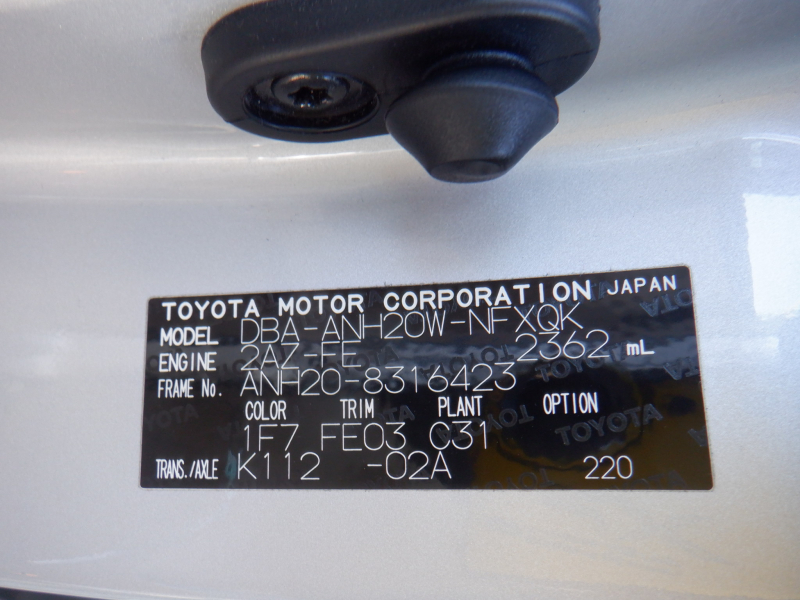 TOYOTA MOTOR CORPORATION JAPAN
MODEL DBA-ANH20W-NFXQK
ENGINE 2AZ-FE 2362 mL
FRAME No. ANH20-8316423
COLOR TRIM PLANT OPTION
1F7 FE03 C31
TRANS./AXLE K112 -02A 220